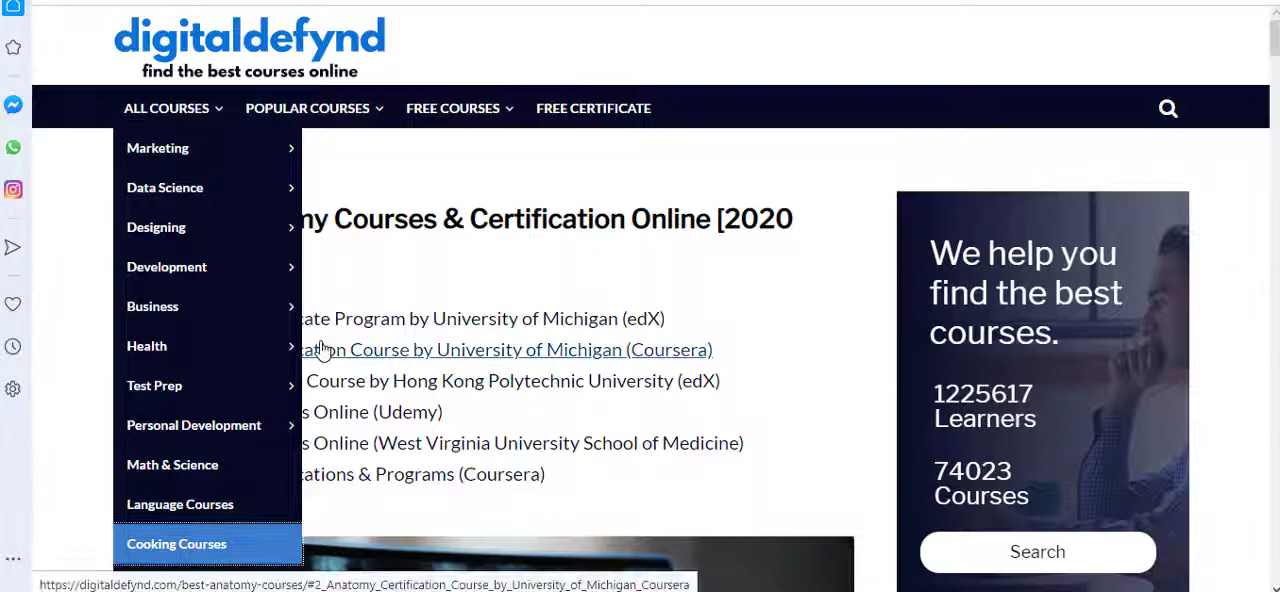 digitaldefynd
find the best courses online
ALL COURSES
POPULAR COURSES
FREE COURSES
FREE CERTIFICATE
Marketing
Data Science
Designing
Development
Business
Health
Test Prep
Personal Development
Math & Science
Language Courses
Cooking Courses
Courses & Certification Online [2020
Program by University of Michigan (edX)
Course by University of Michigan (Coursera)
Course by Hong Kong Polytechnic University (edX)
Online (Udemy)
Online (West Virginia University School of Medicine)
& Programs (Coursera)
We help you
find the best
courses.
1225617
Learners
74023
Courses
Search
https://digitaldefynd.com/best-anatomy-courses/#2_Anatomy_Certification_Course_by_University_of_Michigan_Coursera